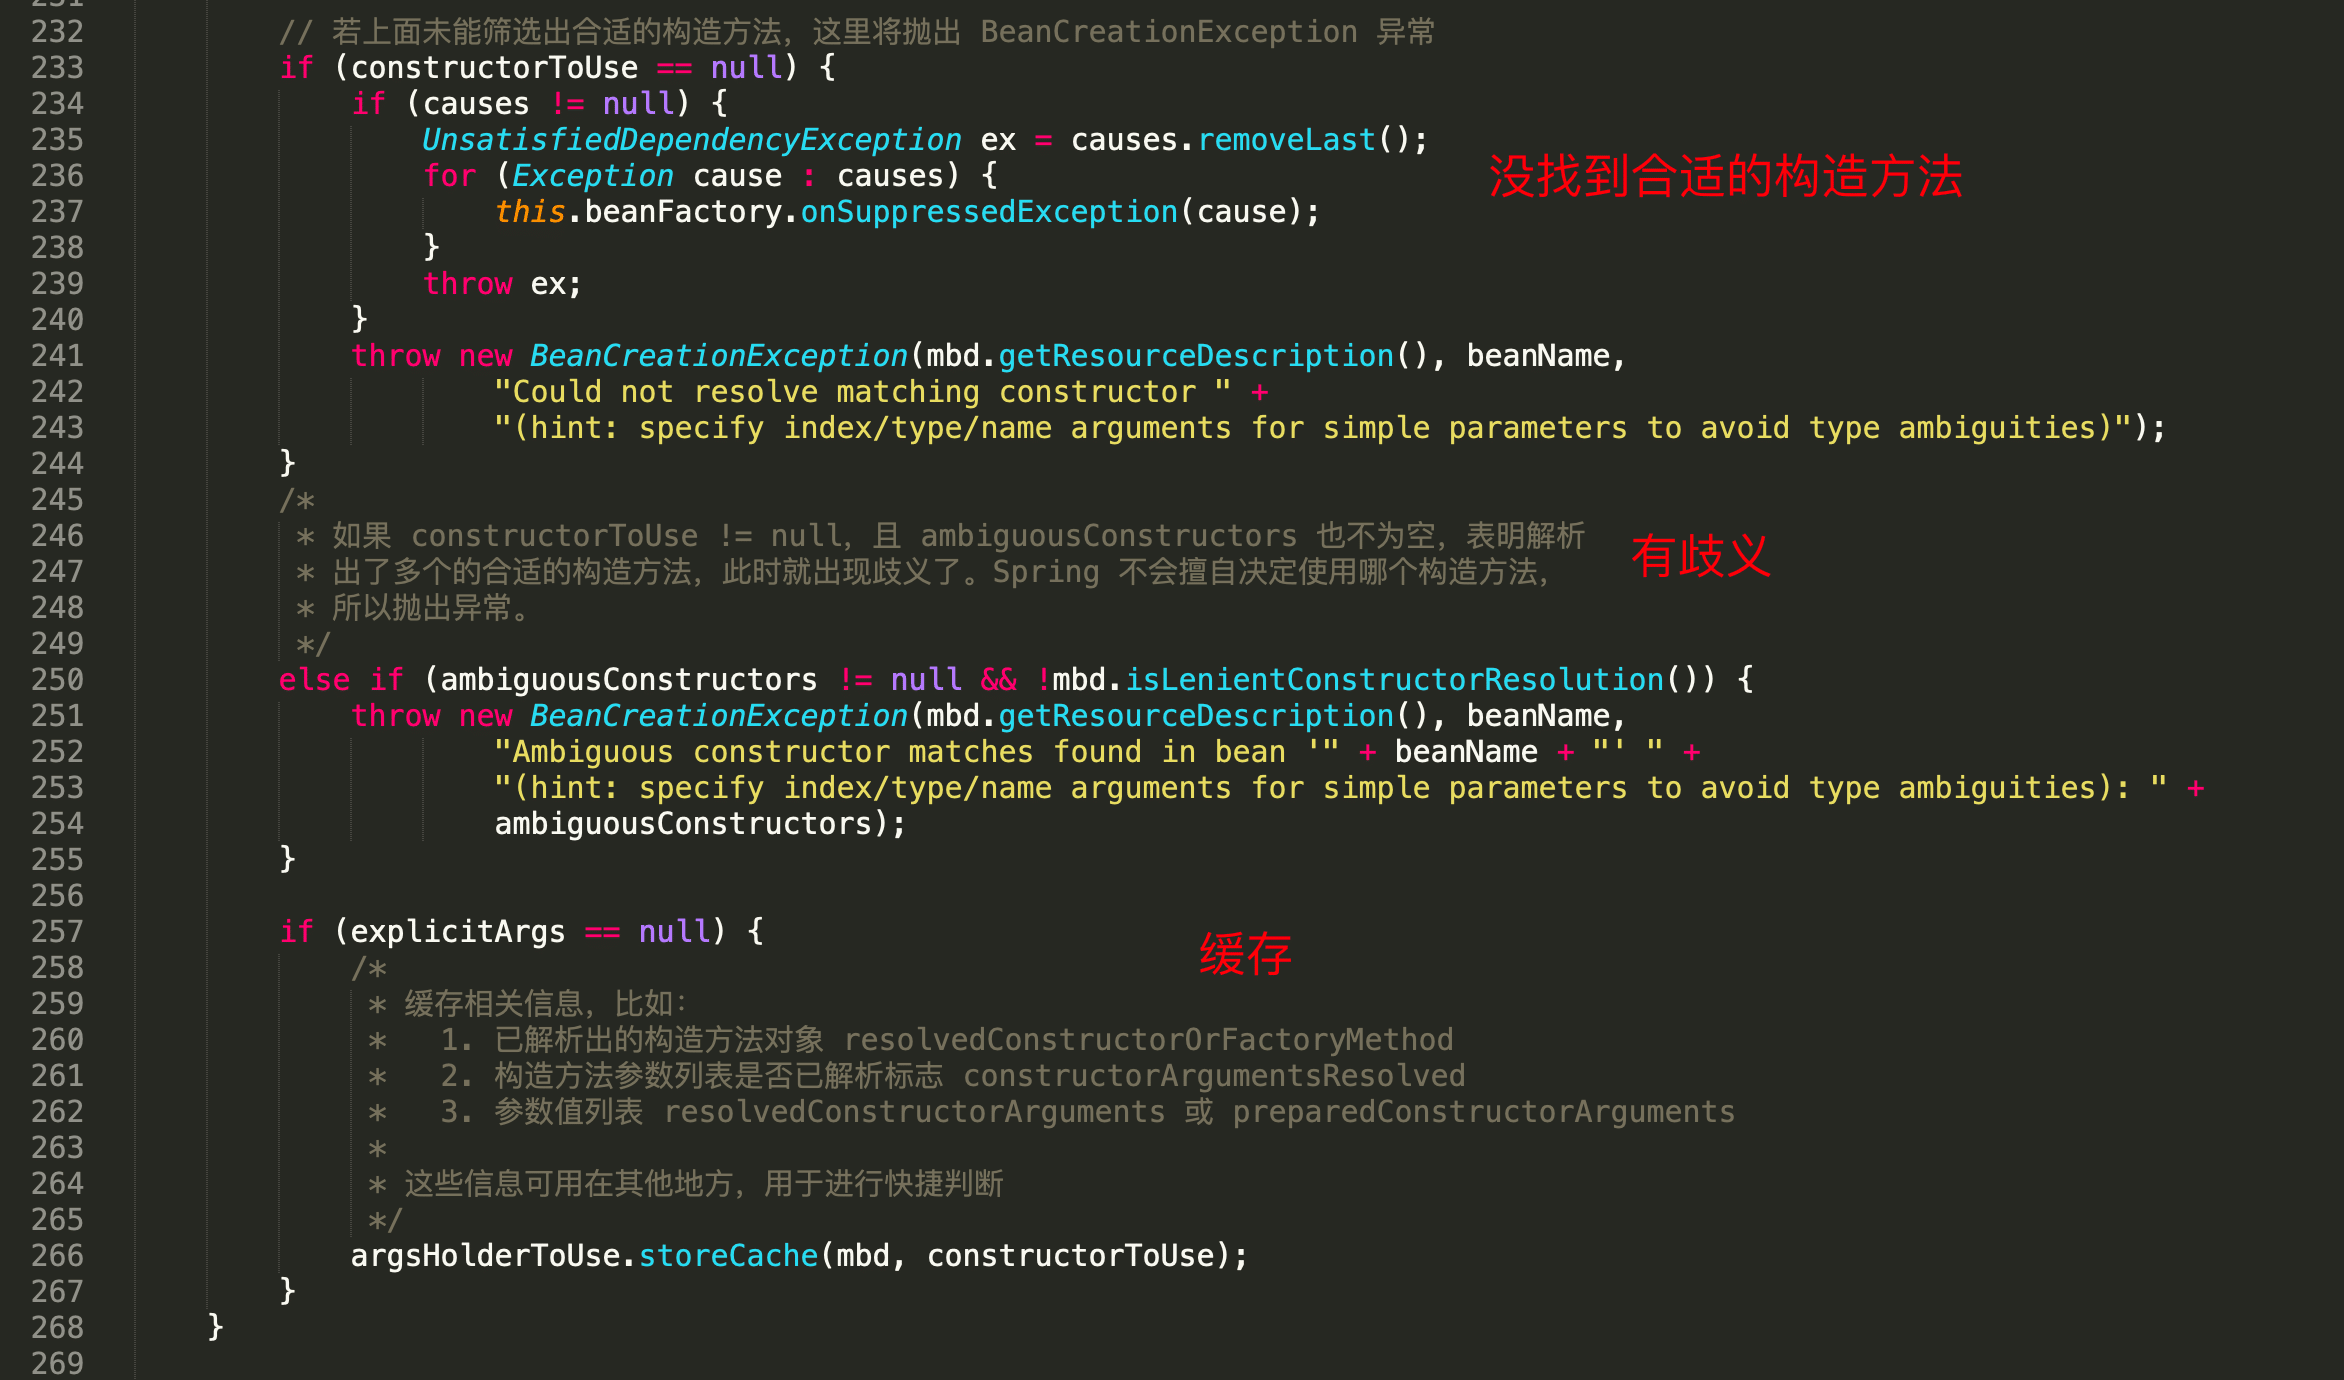 232 // 若上面未能筛选出合适的构造方法，这里将抛出 BeanCreationException 异常
233 if (constructorToUse == null) {
234 if (causes != null) {
235 UnsatisfiedDependencyException ex = causes.removeLast();
236 for (Exception cause : causes) {
没找到合适的构造方法
237 this.beanFactory.onSuppressedException(cause);
238 }
239 throw ex;
240 }
241 throw new BeanCreationException(mbd.getResourceDescription(), beanName,
242 "Could not resolve matching constructor " +
243 "(hint: specify index/type/name arguments for simple parameters to avoid type ambiguities)");
244 }
245 /*
246 * 如果 constructorToUse != null，且 ambiguousConstructors 也不为空，表明解析
有歧义
247 * 出了多个的合适的构造方法，此时就出现歧义了。Spring 不会擅自决定使用哪个构造方法，
248 * 所以抛出异常。
249 */
250 else if (ambiguousConstructors != null && !mbd.isLenientConstructorResolution()) {
251 throw new BeanCreationException(mbd.getResourceDescription(), beanName,
252 "Ambiguous constructor matches found in bean '" + beanName + "' " +
253 "(hint: specify index/type/name arguments for simple parameters to avoid type ambiguities): " +
254 ambiguousConstructors);
255 }
256
257 if (explicitArgs == null) {
缓存
258 /*
259 * 缓存相关信息，比如：
260 * 1. 已解析出的构造方法对象 resolvedConstructorOrFactoryMethod
261 * 2. 构造方法参数列表是否已解析标志 constructorArgumentsResolved
262 * 3. 参数值列表 resolvedConstructorArguments 或 preparedConstructorArguments
263 *
264 * 这些信息可用在其他地方，用于进行快捷判断
265 */
266 argsHolderToUse.storeCache(mbd, constructorToUse);
267 }
268 }
269